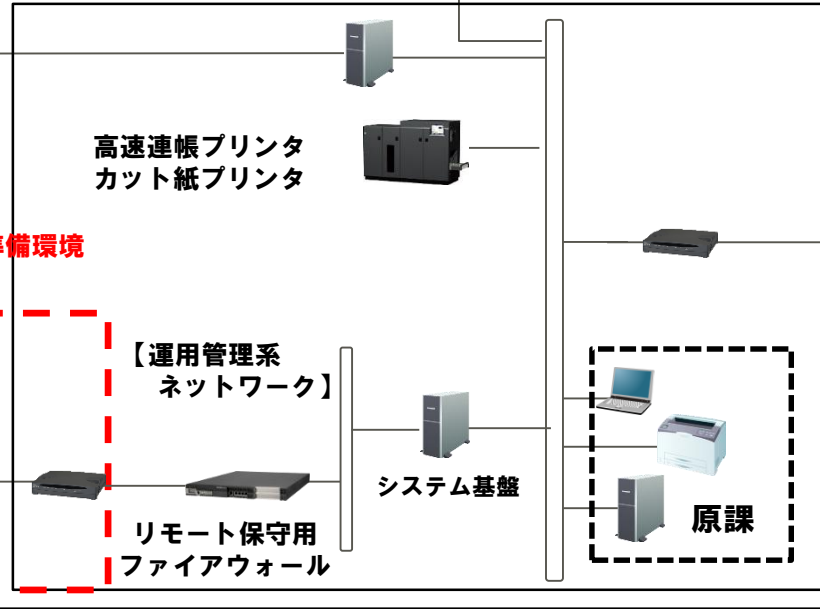 高速連帳プリンタ
カット紙プリンタ
備環境
【運用管理系
ネットワーク】
システム基盤
リモート保守用
ファイアウォール
原課